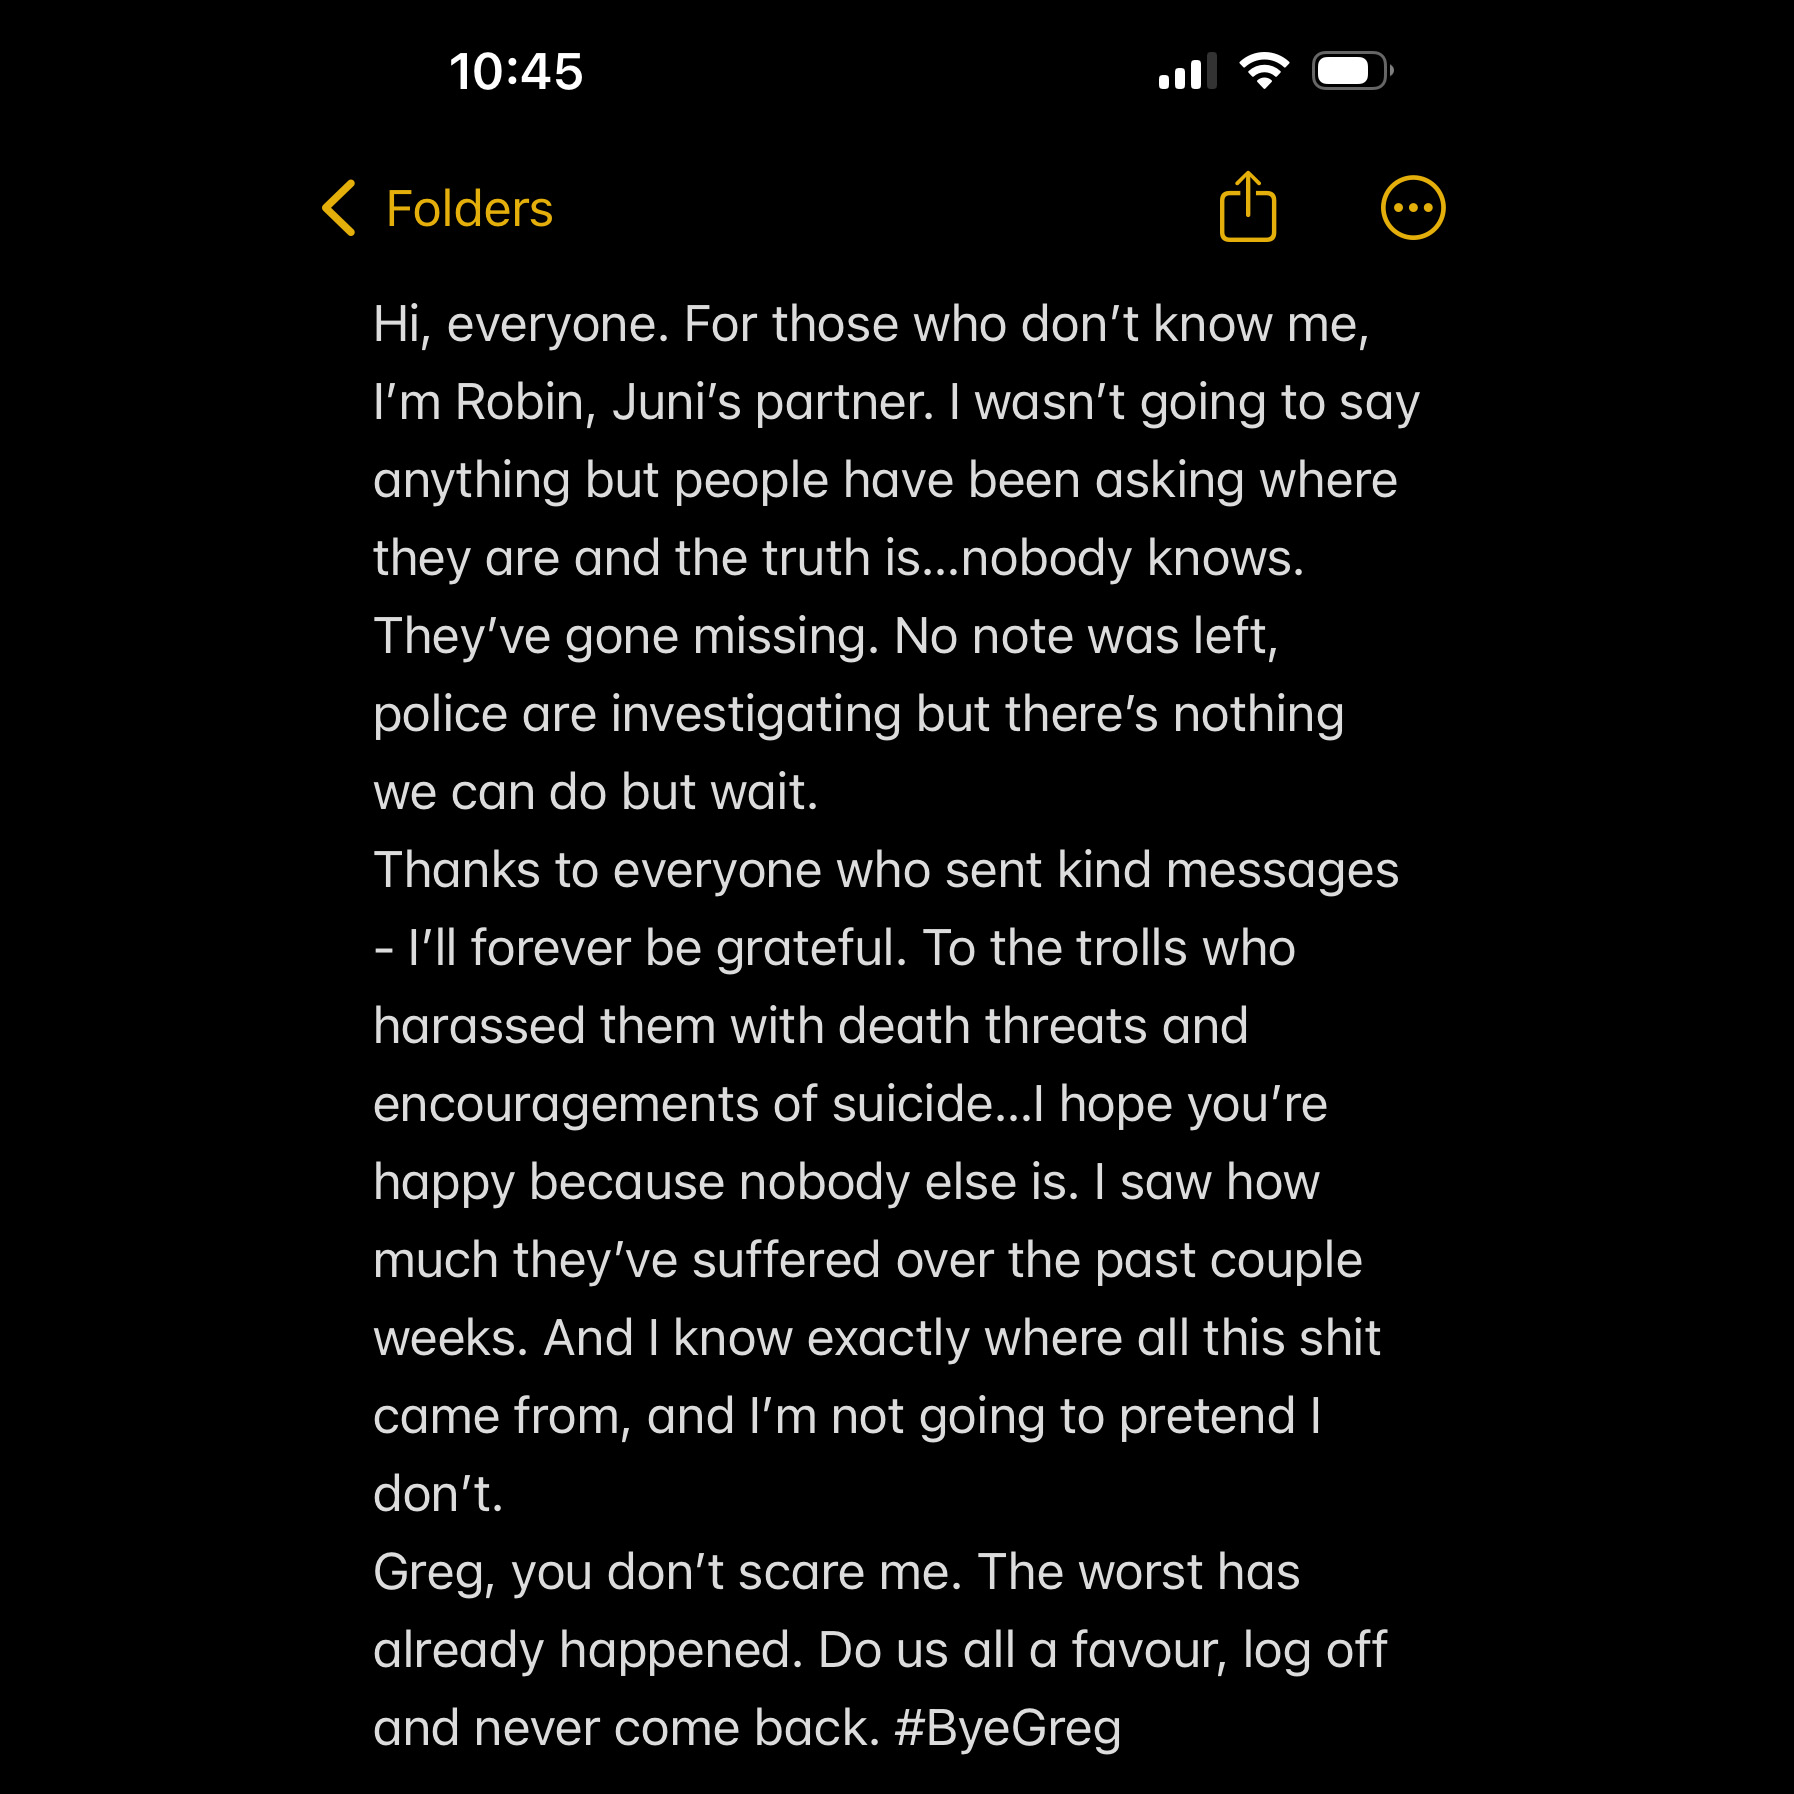 10:45
Folders
Hi, everyone. For those who don’t know me,
I’m Robin, Juni’s partner. I wasn’t going to say
anything but people have been asking where
they are and the truth is...nobody knows.
They’ve gone missing. No note was left,
police are investigating but there’s nothing
we can do but wait.
Thanks to everyone who sent kind messages
- I’ll forever be grateful. To the trolls who
harassed them with death threats and
encouragements of suicide...I hope you’re
happy because nobody else is. I saw how
much they’ve suffered over the past couple
weeks. And I know exactly where all this shit
came from, and I’m not going to pretend I
don’t.
Greg, you don’t scare me. The worst has
already happened. Do us all a favour, log off
and never come back. #ByeGreg